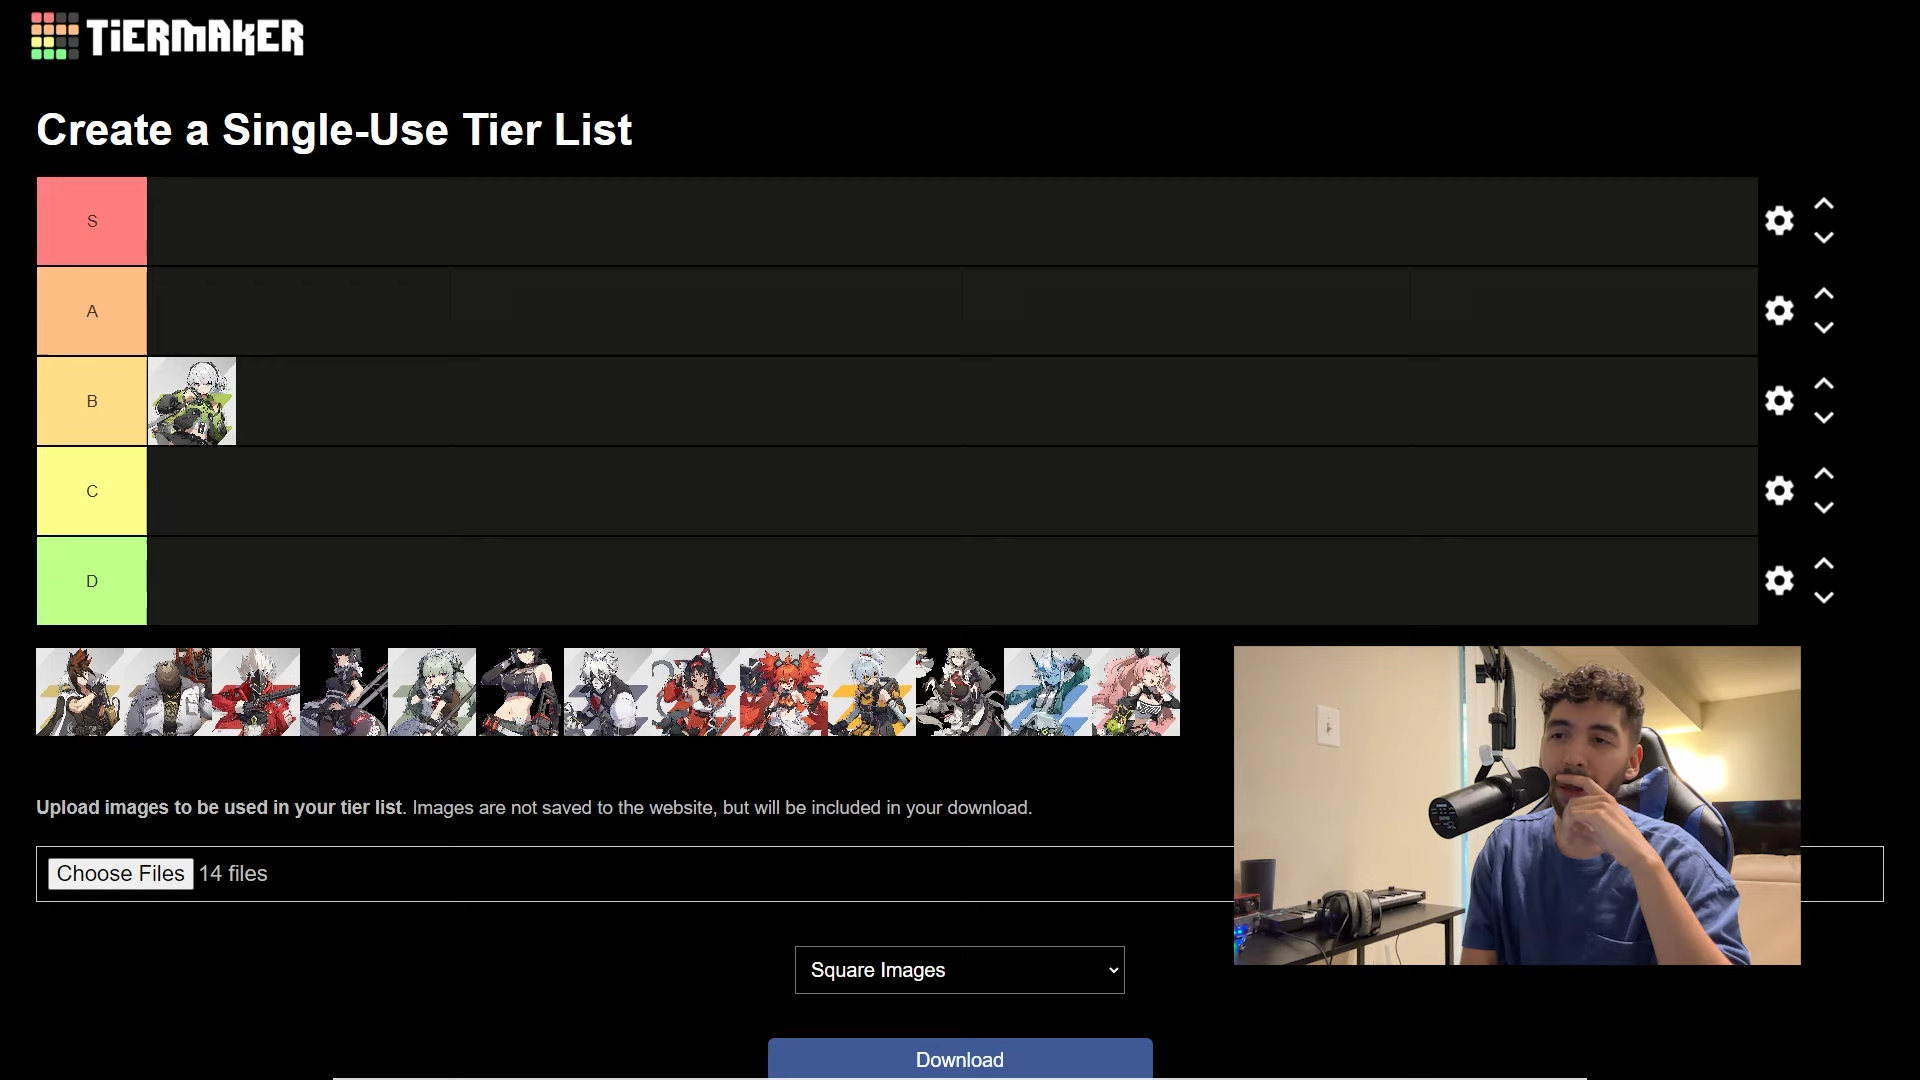 TiERMAKER
Create a Single-Use Tier List
S
A
B
C
D
Upload images to be used in your tier list. Images are not saved to the website, but will be included in your download.
Choose Files 14 files
Square Images
Download